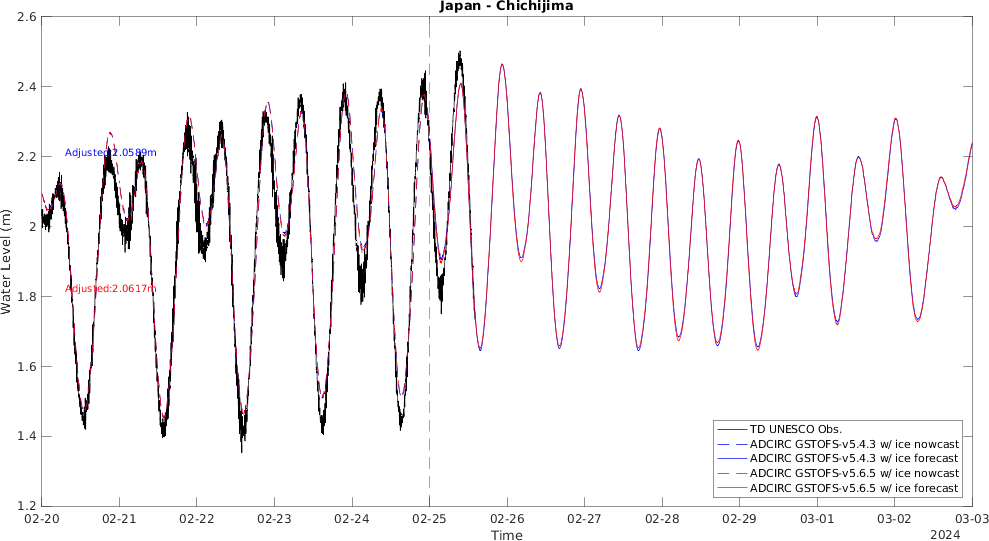 Japan - Chichijima
2.6
2.4
2.2
2
1.8
1.6
1.4
1.2
Water Level (m)
Adjusted:2.0589m
Adjusted:2.0617m
TD UNESCO Obs.
ADCIRC GSTOFS-v5.4.3 w/ ice nowcast
ADCIRC GSTOFS-v5.4.3 w/ ice forecast
ADCIRC GSTOFS-v5.6.5 w/ ice nowcast
ADCIRC GSTOFS-v5.6.5 w/ ice forecast
02-20 02-21 02-22 02-23 02-24 02-25 02-26 02-27 02-28 02-29 03-01 03-02 03-03
Time
2024